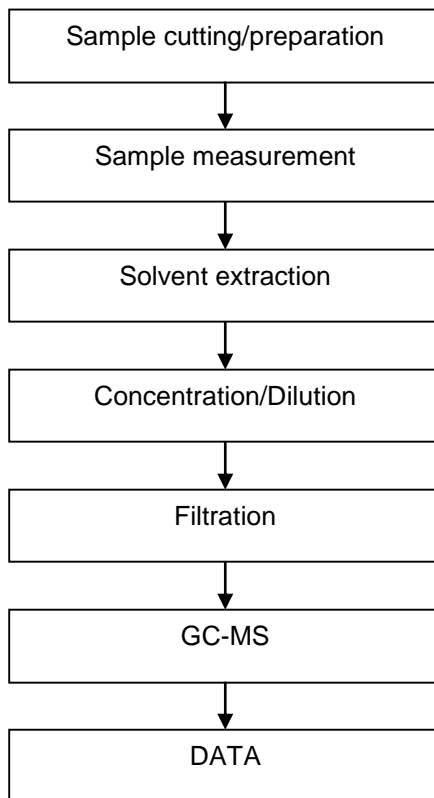 Sample cutting/preparation
Sample measurement
Solvent extraction
Concentration/Dilution
Filtration
GC-MS
DATA